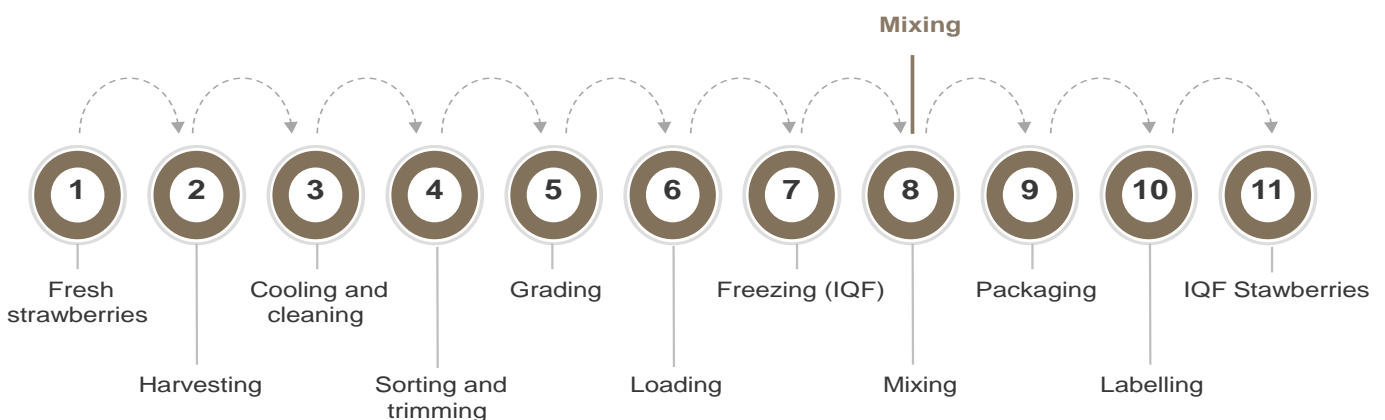 Mixing
1
2
3
4
5
6
7
8
9
10
11
Fresh
strawberries
Cooling and
cleaning
Grading
Freezing (IQF)
Packaging
IQF Stawberries
Harvesting
Sorting and
trimming
Loading
Mixing
Labelling